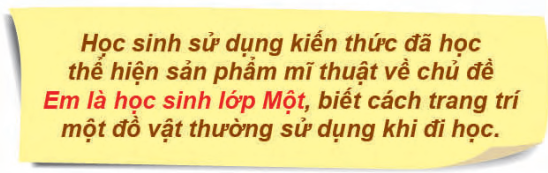 Học sinh sử dụng kiến thức đã học
thể hiện sản phẩm mĩ thuật về chủ đề
Em là học sinh lớp Một, biết cách trang trí
một đồ vật thường sử dụng khi đi học.